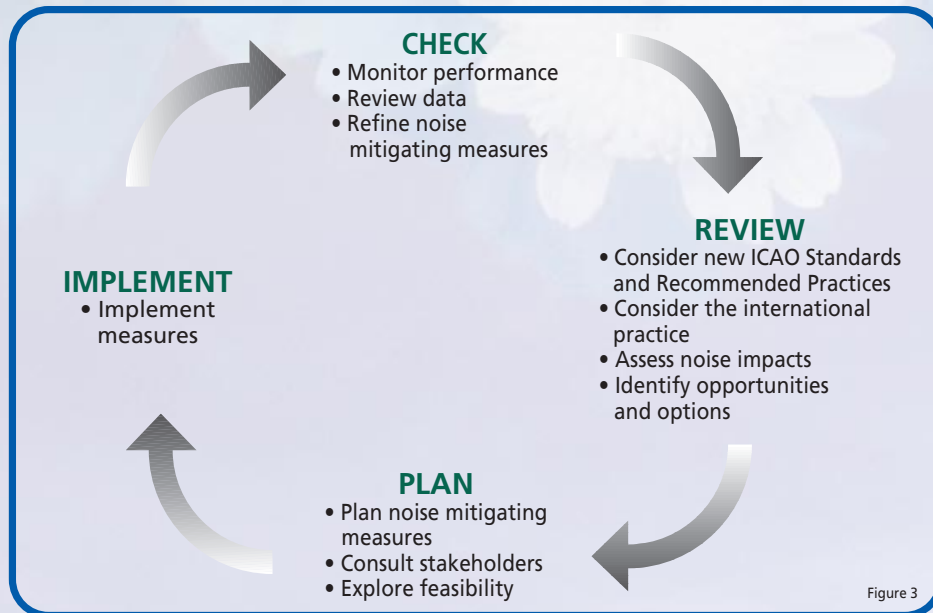 CHECK
• Monitor performance
• Review data
• Refine noise
mitigating measures
REVIEW
• Consider new ICAO Standards
and Recommended Practices
• Consider the international
practice
• Assess noise impacts
• Identify opportunities
and options
PLAN
• Plan noise mitigating
measures
• Consult stakeholders
• Explore feasibility
IMPLEMENT
• Implement
measures
Figure 3